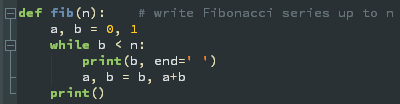 def fib(n):    # write Fibonacci series up to n
    a, b = 0, 1
    while b < n:
        print(b, end=' ')
        a, b = b, a+b
    print()